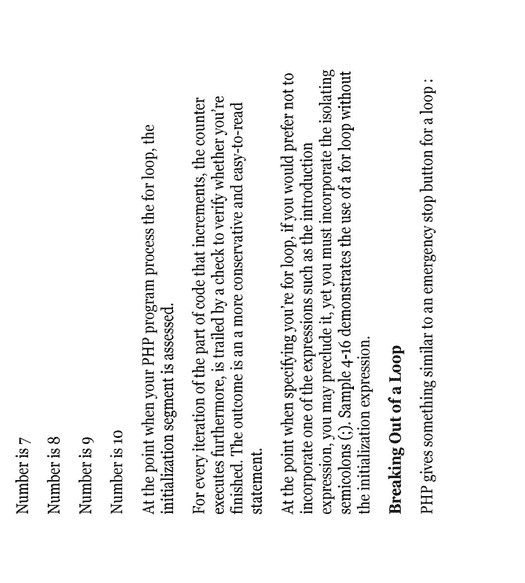 Number is 7
Number is 8
Number is 9
Number is 10
At the point when your PHP program process the for loop, the
initialization segment is assessed.
For every iteration of the part of code that increments, the counter
executes furthermore, is trailed by a check to verify whether you're
finished. The outcome is an a more conservative and easy-to-read
statement.
At the point when specifying you're for loop, if you would prefer not to
incorporate one of the expressions such as the introduction
expression, you may preclude it, yet you must incorporate the isolating
semicolons (;). Sample 4-16 demonstrates the use of a for loop without
the initialization expression.
Breaking Out of a Loop
PHP gives something similar to an emergency stop button for a loop :